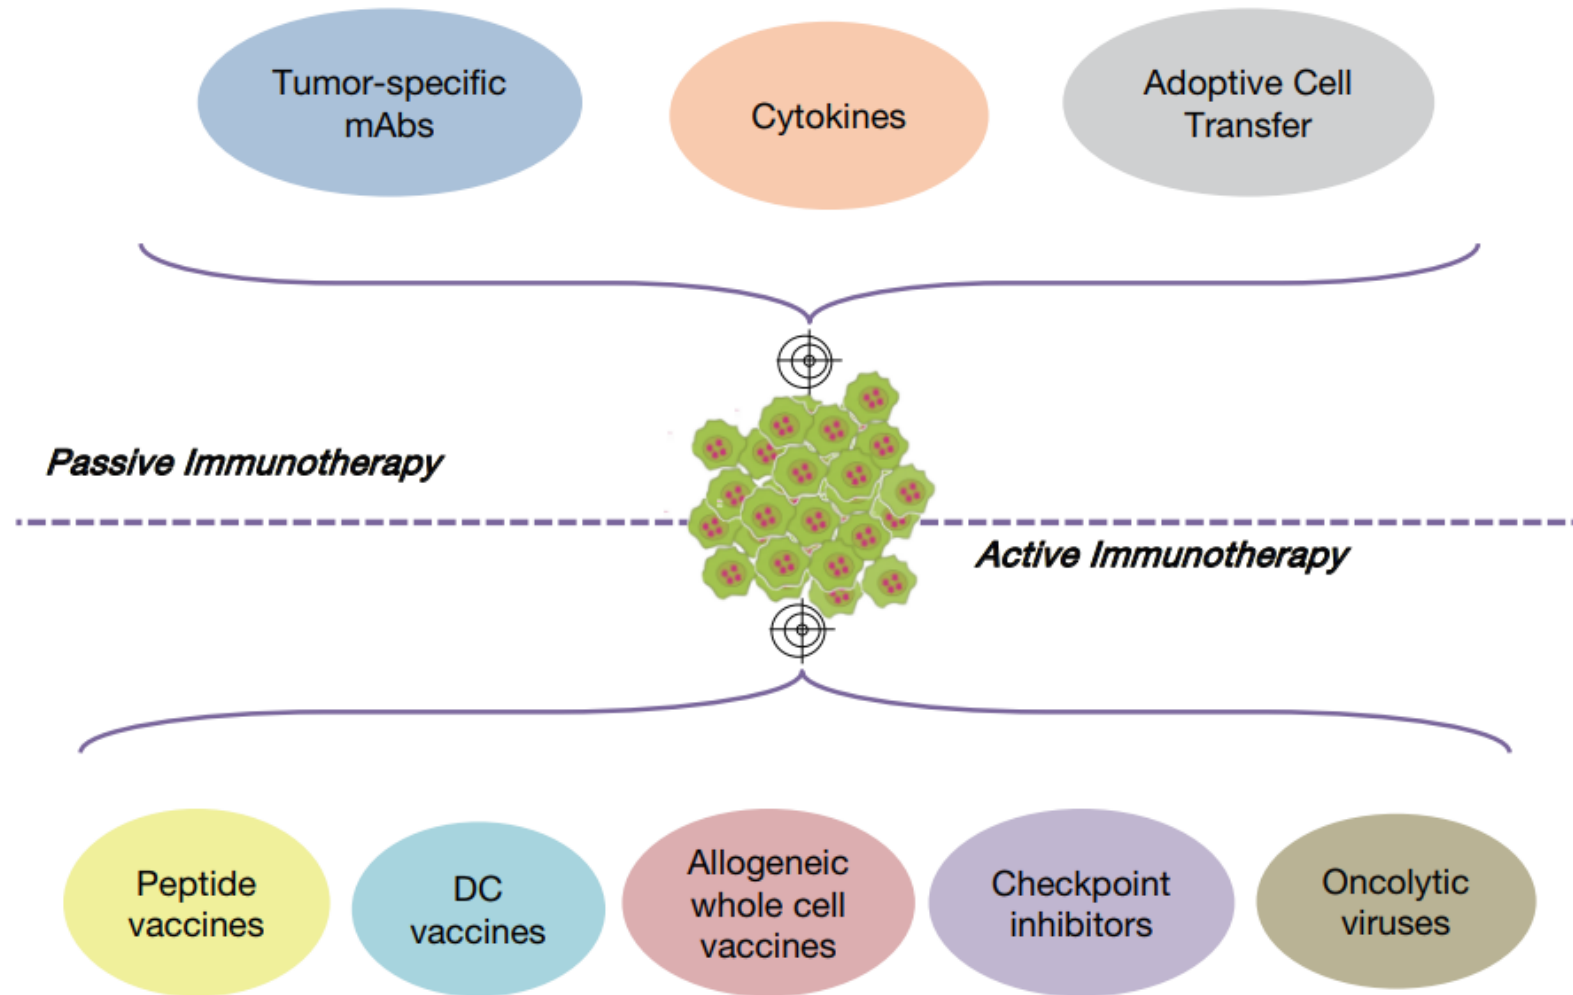 Tumor-specific
mAbs
Cytokines
Adoptive Cell
Transfer
Passive Immunotherapy
Active Immunotherapy
Peptide
vaccines
DC
vaccines
Allogeneic
whole cell
vaccines
Checkpoint
inhibitors
Oncolytic
viruses